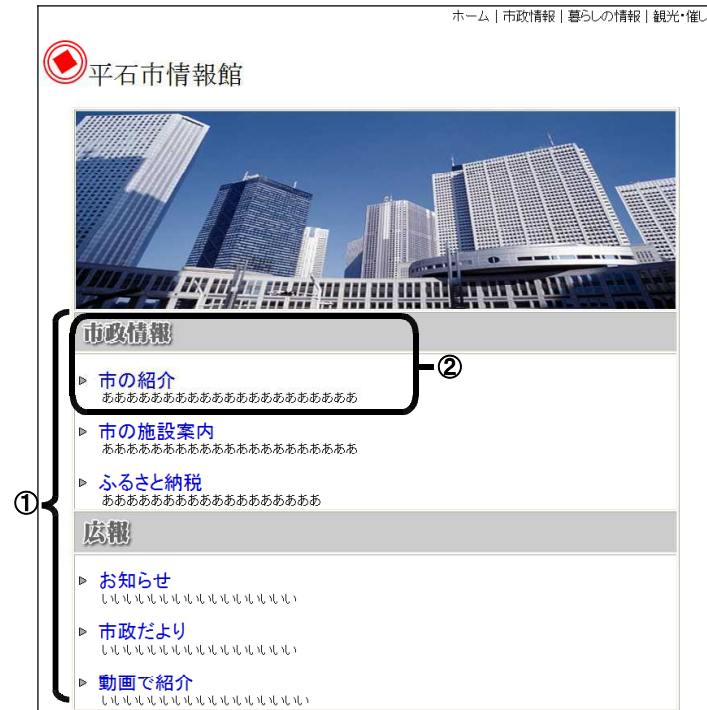 ホーム | 市政情報 | 暮らしの情報 | 観光・催し
平石市情報館
市政情報
市の紹介
あああああああああああああああああああああ
②
市の施設案内
あああああああああああああああああああああ
ふるさと納税
ああああああああああああああああああ
①
広報
お知らせ
いいいいいいいいいいいいいいいい
市政だより
いいいいいいいいいいいいいいいい
動画で紹介
いいいいいいいいいいいいいいいいい